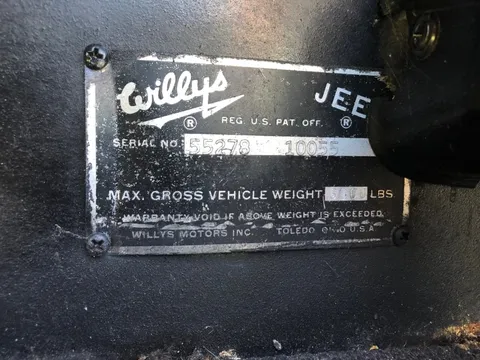 Willys ® JEE ®
REG. U.S. PAT. OFF.
SERIAL NO. 55278 10055
MAX. GROSS VEHICLE WEIGHT LBS.
WARRANTY VOID IF ABOVE WEIGHT IS EXCEEDED
WILLYS MOTORS INC. TOLEDO OHIO U.S.A